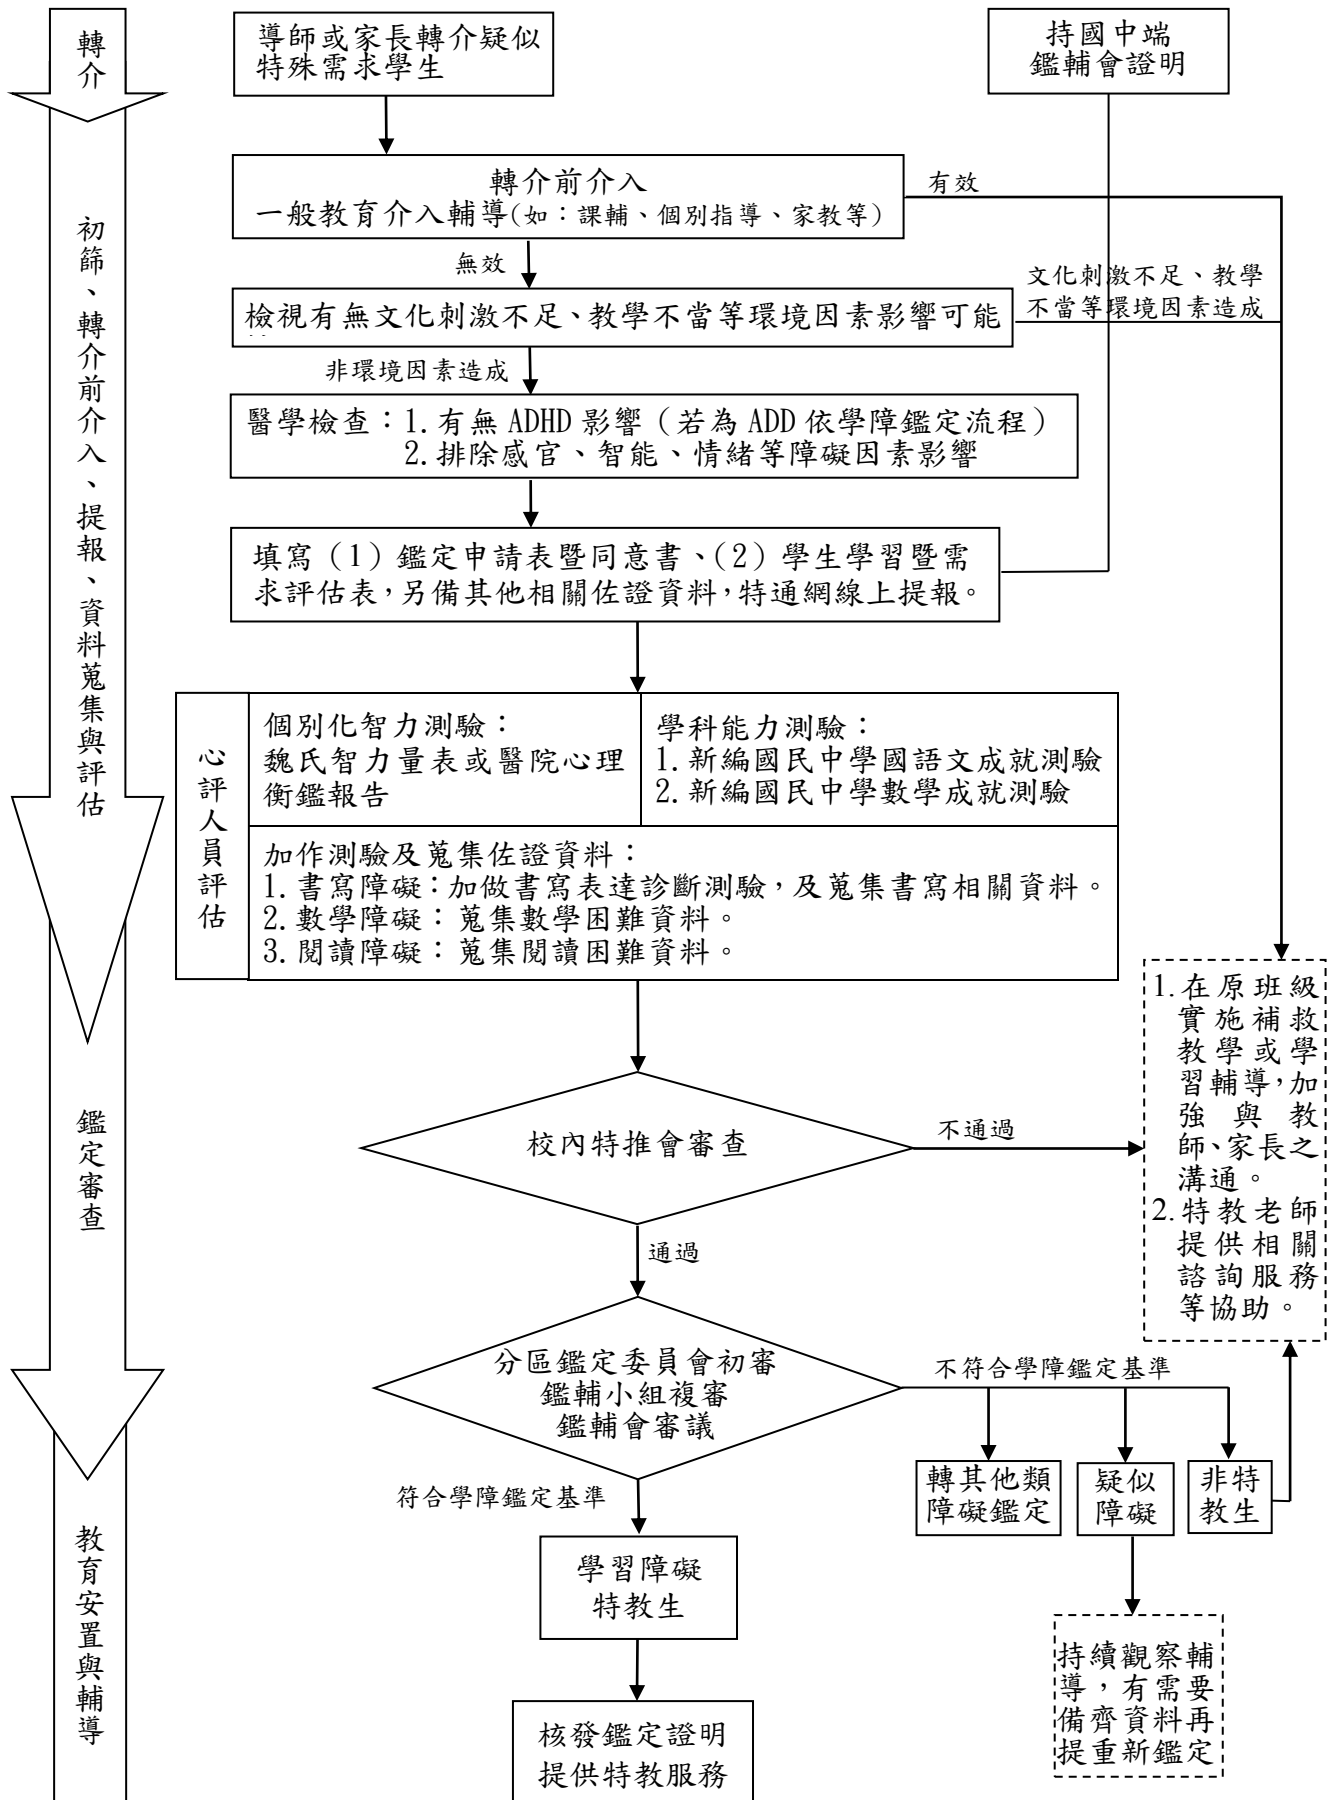 轉介
導師或家長轉介疑似
特殊需求學生
持國中端
鑑輔會證明
轉介前介入
一般教育介入輔導(如：課輔、個別指導、家教等)
有效
無效
初篩、轉介前介入、提報、資料蒐集與評估
檢視有無文化刺激不足、教學不當等環境因素影響可能
文化刺激不足、教學
不當等環境因素造成
非環境因素造成
醫學檢查：1.有無 ADHD 影響（若為 ADD 依學障鑑定流程）
2.排除感官、智能、情緒等障礙因素影響
填寫（1）鑑定申請表暨同意書、(2）學生學習暨需
求評估表，另備其他相關佐證資料，特通網線上提報。
心評人員評估
個別化智力測驗：
魏氏智力量表或醫院心理
衡鑑報告
學科能力測驗：
1.新編國民中學國語文成就測驗
2.新編國民中學數學成就測驗
加作測驗及蒐集佐證資料：
1.書寫障礙：加做書寫表達診斷測驗，及蒐集書寫相關資料。
2.數學障礙：蒐集數學困難資料。
3.閱讀障礙：蒐集閱讀困難資料。
1.在原班級
實施補救
教學或學
習輔導，加
強與教
師、家長之
溝通。
2.特教老師
提供相關
諮詢服務
等協助。
鑑定審查
校內特推會審查
不通過
通過
分區鑑定委員會初審
鑑輔小組複審
鑑輔會審議
不符合學障鑑定基準
符合學障鑑定基準
轉其他類
障礙鑑定
疑似
障礙
非特
教生
教育安置與輔導
學習障礙
特教生
持續觀察輔
導，有需要
備齊資料再
提重新鑑定
核發鑑定證明
提供特教服務